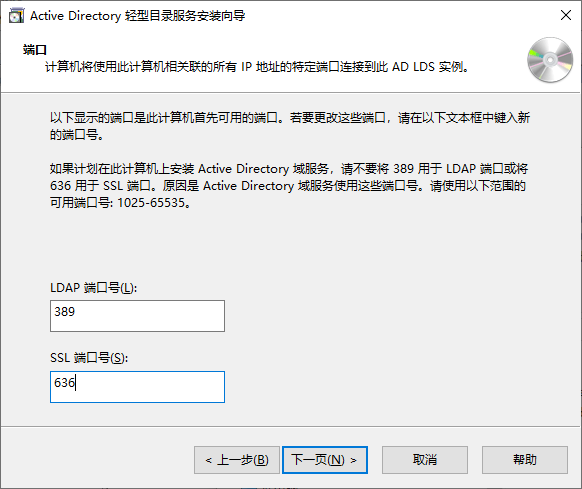 Active Directory 轻型目录服务安装向导
端口
计算机将使用此计算机相关联的所有 IP 地址的特定端口连接到此 AD LDS 实例。
以下显示的端口是此计算机首先可用的端口。若要更改这些端口，请在以下文本框中键入新
的端口号。
如果计划在此计算机上安装 Active Directory 域服务，请不要将 389 用于 LDAP 端口或将
636 用于 SSL 端口。原因是 Active Directory 域服务使用这些端口号。请使用以下范围的
可用端口号: 1025-65535。
LDAP 端口号(L):
389
SSL 端口号(S):
636
< 上一步(B) 下一页(N) > 取消 帮助